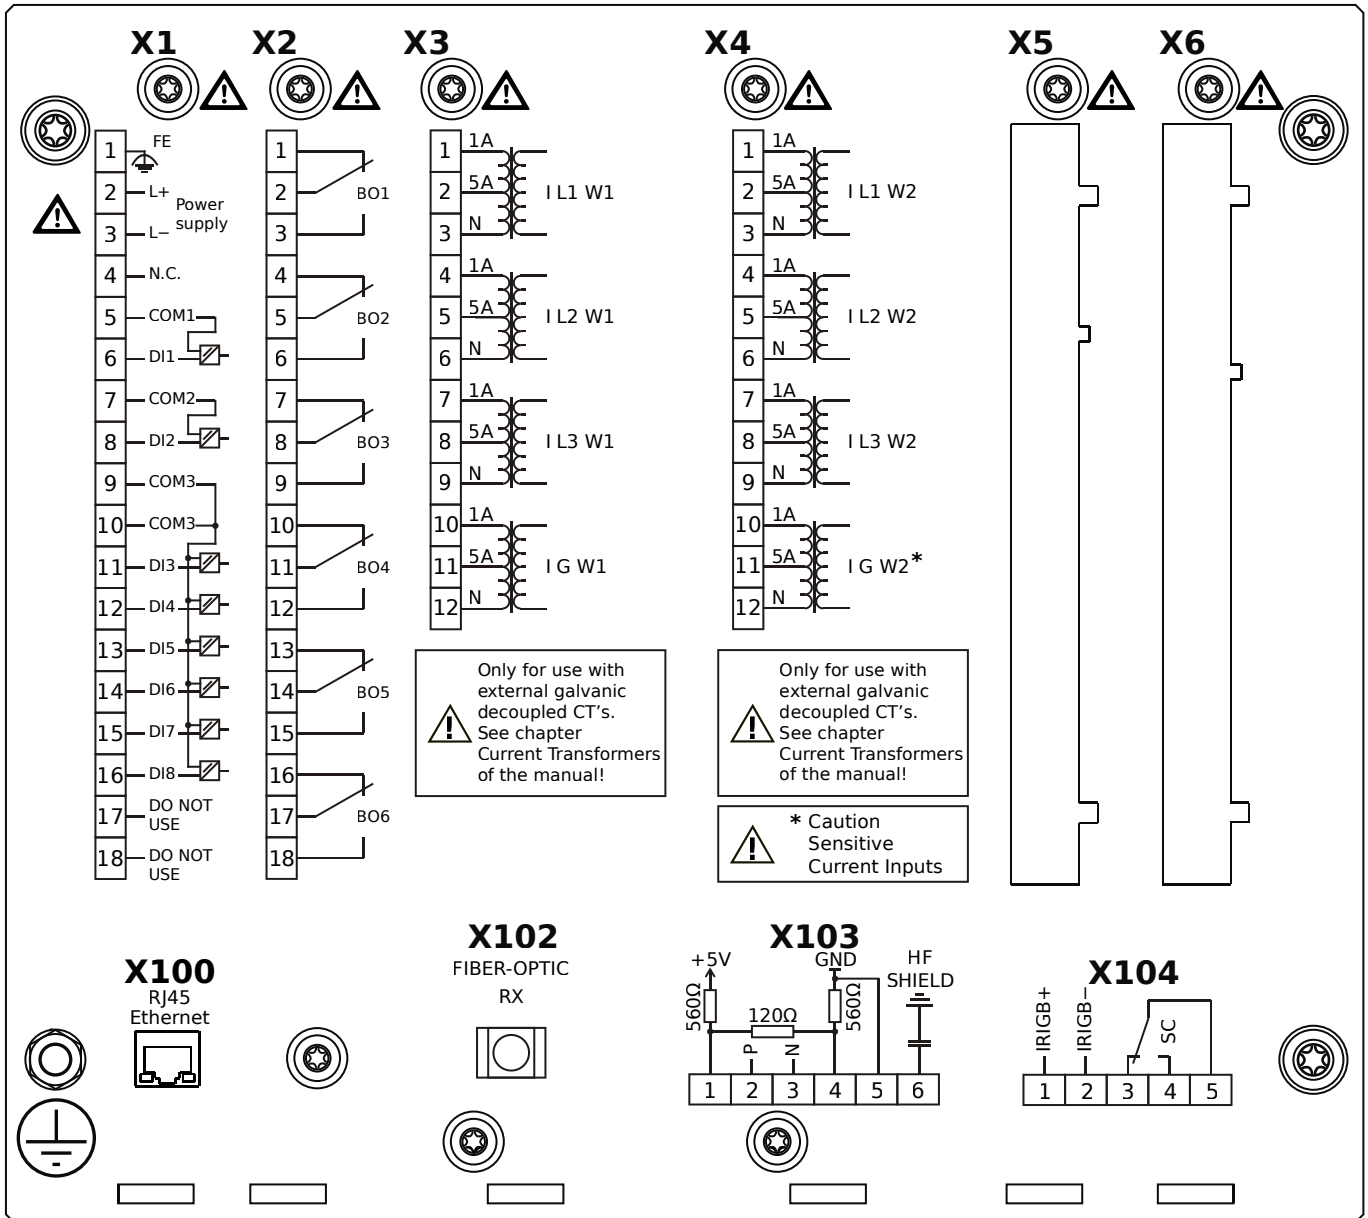 X1
1 FE
2 L+
Power
supply
3 L−
4 N.C.
5 COM1
6 DI1
7 COM2
8 DI2
9 COM3
10 COM3
11 DI3
12 DI4
13 DI5
14 DI6
15 DI7
16 DI8
17 DO NOT
USE
18 DO NOT
USE
X2
1
2 BO1
3
4
5 BO2
6
7
8 BO3
9
10
11 BO4
12
13
14 BO5
15
16
17 BO6
18
X3
1 1A
2 5A I L1 W1
3 N
4 1A
5 5A I L2 W1
6 N
7 1A
8 5A I L3 W1
9 N
10 1A
11 5A I G W1
12 N
Only for use with
external galvanic
decoupled CT's.
See chapter
Current Transformers
of the manual!
X4
1 1A
2 5A I L1 W2
3 N
4 1A
5 5A I L2 W2
6 N
7 1A
8 5A I L3 W2
9 N
10 1A
11 5A I G W2*
12 N
Only for use with
external galvanic
decoupled CT's.
See chapter
Current Transformers
of the manual!
* Caution
Sensitive
Current Inputs
X5
X6
X100
RJ45
Ethernet
X102
FIBER-OPTIC
RX
X103
+5V GND HF
SHIELD
560Ω 120Ω 560Ω
P N
1 2 3 4 5 6
X104
IRIGB+ IRIGB− SC
1 2 3 4 5